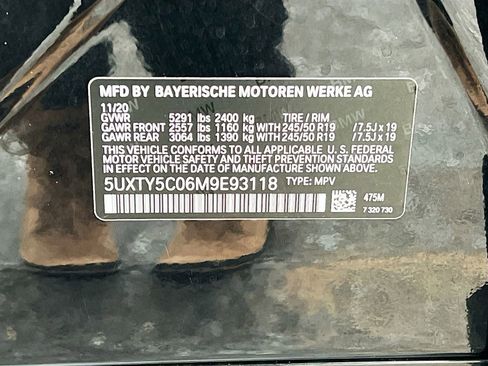 MFD BY BAYERISCHE MOTOREN WERKE AG
11/20
GVWR 5291 lbs 2400 kg TIRE / RIM
GAWR FRONT 2557 lbs 1160 kg WITH 245/50 R19 /7.5J x 19
GAWR REAR 3064 lbs 1390 kg WITH 245/50 R19 /7.5J x 19
THIS VEHICLE CONFORMS TO ALL APPLICABLE U. S. FEDERAL
MOTOR VEHICLE SAFETY AND THEFT PREVENTION STANDARDS
IN EFFECT ON THE DATE OF MANUFACTURE SHOWN ABOVE.
5UXTY5C06M9E93118 TYPE: MPV
475M
7 320 730